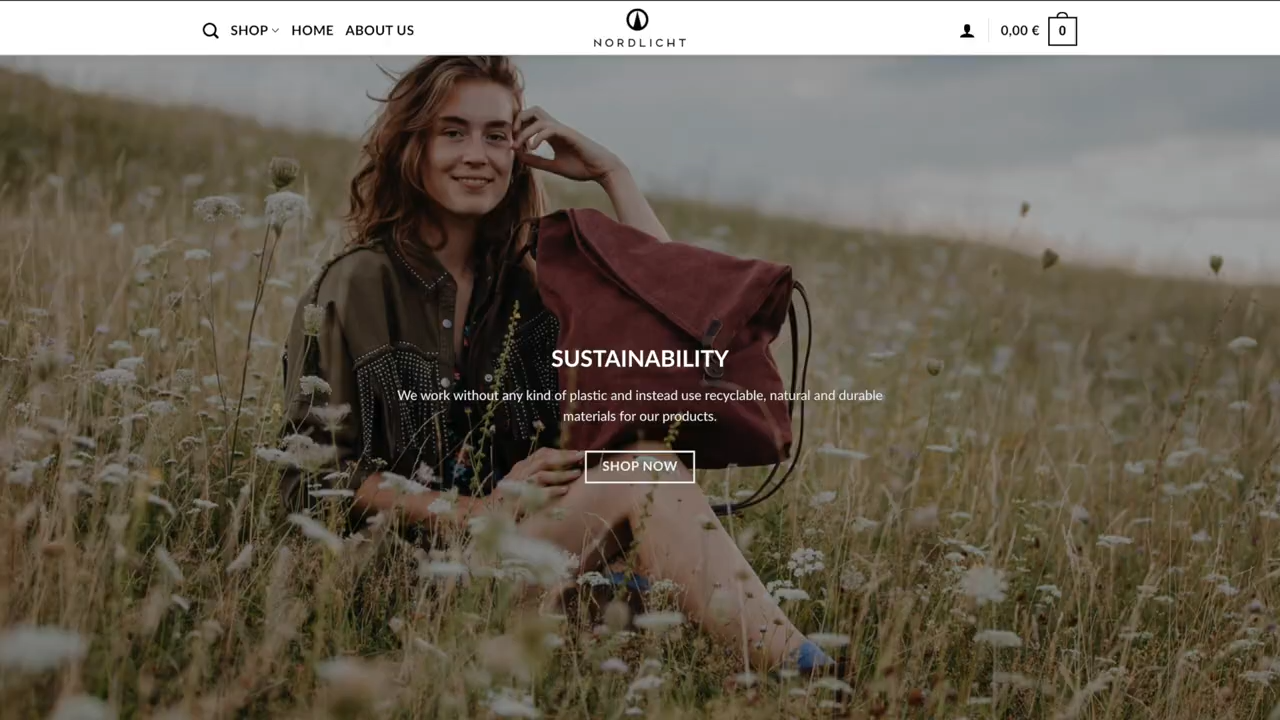 SHOP
HOME
ABOUT US
NORDLICHT
0,00 €
0
SUSTAINABILITY
We work without any kind of plastic and instead use recyclable, natural and durable
materials for our products.
SHOP NOW